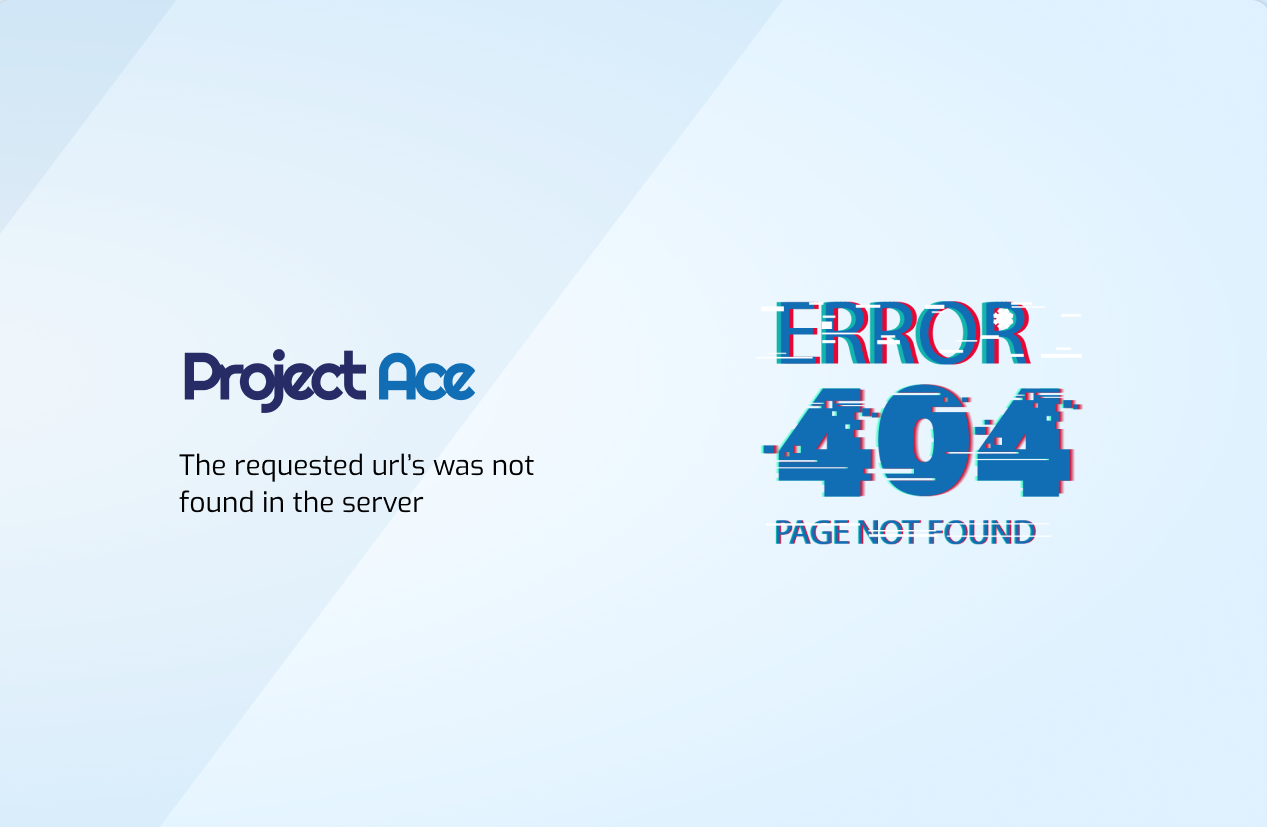 Project Ace
The requested url’s was not
found in the server
ERROR
404
PAGE NOT FOUND